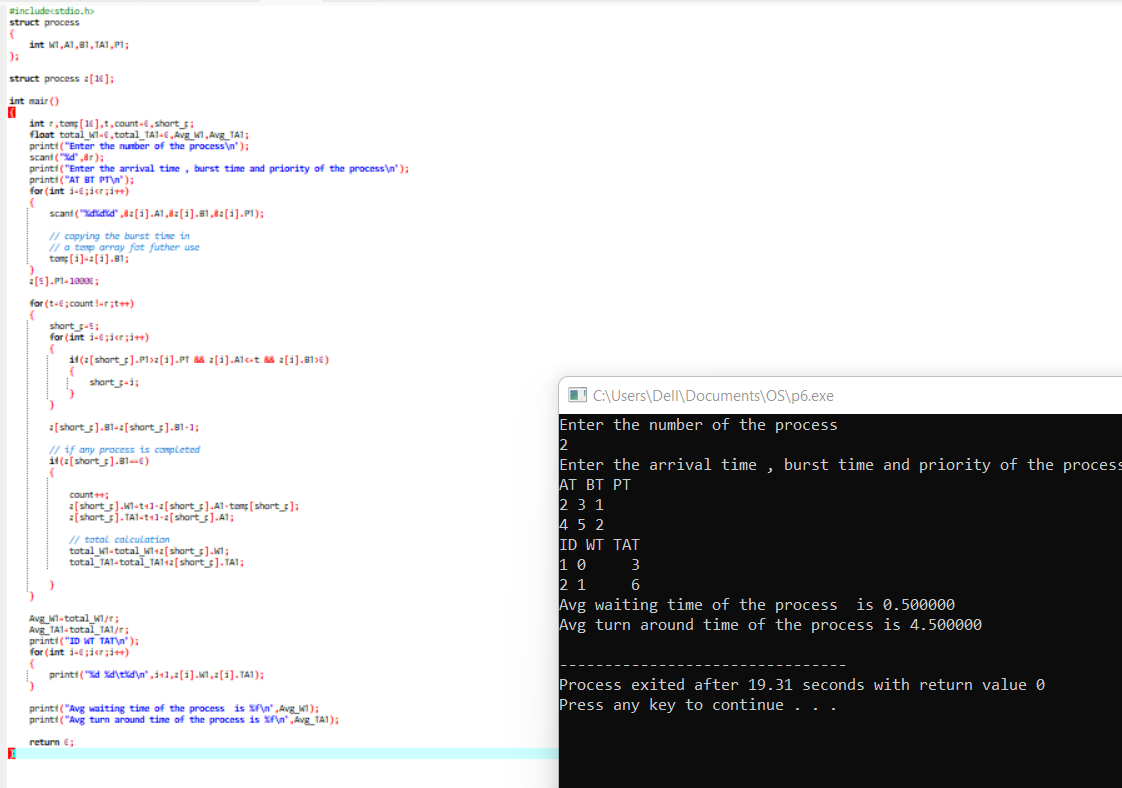 #include<stdio.h>
struct process
{
int WT,AT,BT,TAT,PT;
};
struct process z[10];
int main()
{
int n,temp[10],t,count=0,short_p;
float total_WT=0,total_TAT=0,Avg_WT,Avg_TAT;
printf("Enter the number of the process\n");
scanf("%d",&n);
printf("Enter the arrival time , burst time and priority of the process\n");
printf("AT BT PT\n");
for(int i=0;i<n;i++)
{
scanf("%d%d%d",&z[i].AT,&z[i].BT,&z[i].PT);
// copying the burst time in
// a temp array fot futher use
temp[i]=z[i].BT;
}
z[9].PT=10000;
for(t=0;count!=n;t++)
{
short_p=9;
for(int i=0;i<n;i++)
{
if(z[short_p].PT>z[i].PT && z[i].AT<=t && z[i].BT>0)
{
short_p=i;
}
}
z[short_p].BT=z[short_p].BT-1;
// if any process is completed
if(z[short_p].BT==0)
{
count++;
z[short_p].WT=t+1-z[short_p].AT-temp[short_p];
z[short_p].TAT=t+1-z[short_p].AT;
// total calculation
total_WT=total_WT+z[short_p].WT;
total_TAT=total_TAT+z[short_p].TAT;
}
}
Avg_WT=total_WT/n;
Avg_TAT=total_TAT/n;
printf("ID WT TAT\n");
for(int i=0;i<n;i++)
{
printf("%d %d\t%d\n",i+1,z[i].WT,z[i].TAT);
}
printf("Avg waiting time of the process  is %f\n",Avg_WT);
printf("Avg turn around time of the process is %f\n",Avg_TAT);
return 0;
}
C:\Users\Dell\Documents\OS\p6.exe
Enter the number of the process
2
Enter the arrival time , burst time and priority of the process
AT BT PT
2 3 1
4 5 2
ID WT TAT
1 0     3
2 1     6
Avg waiting time of the process  is 0.500000
Avg turn around time of the process is 4.500000
--------------------------------
Process exited after 19.31 seconds with return value 0
Press any key to continue . . .